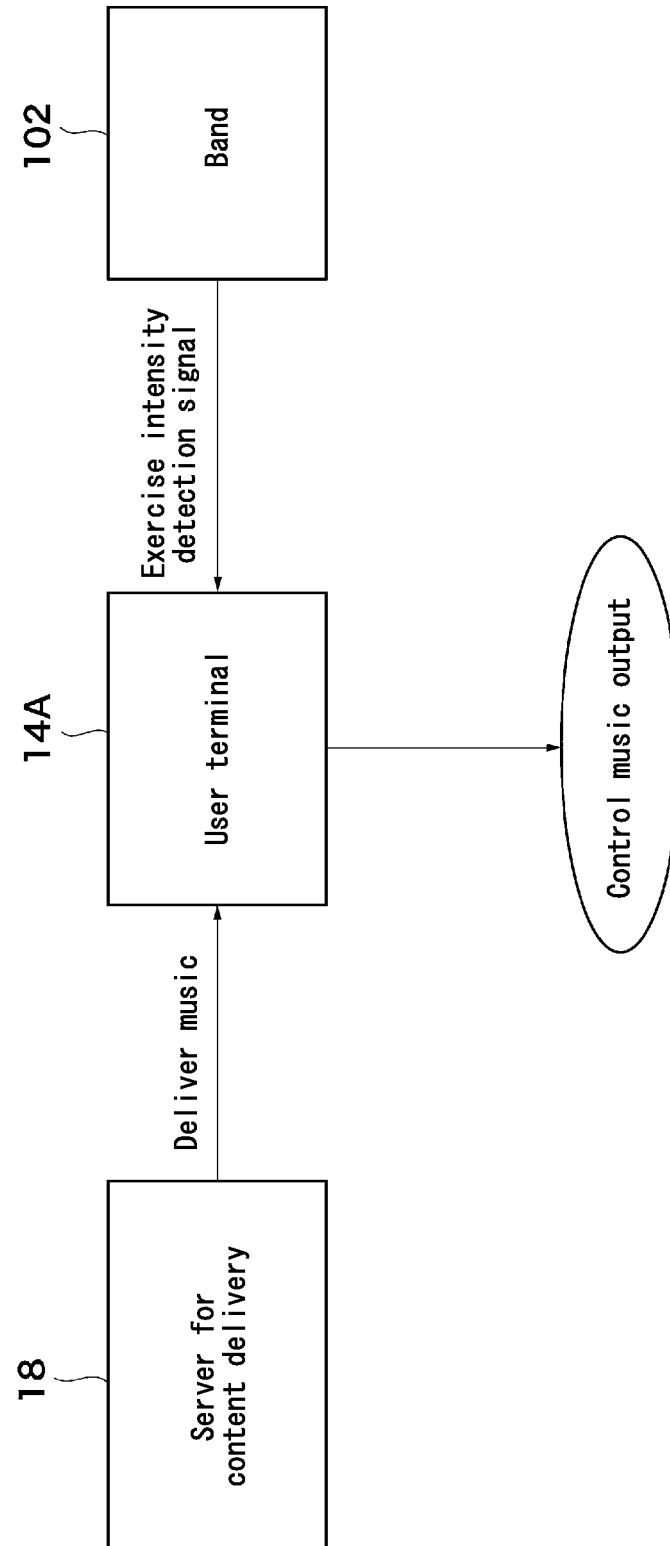 18
Server for
content delivery
Deliver music
14A
User terminal
Exercise intensity
detection signal
102
Band
Control music output